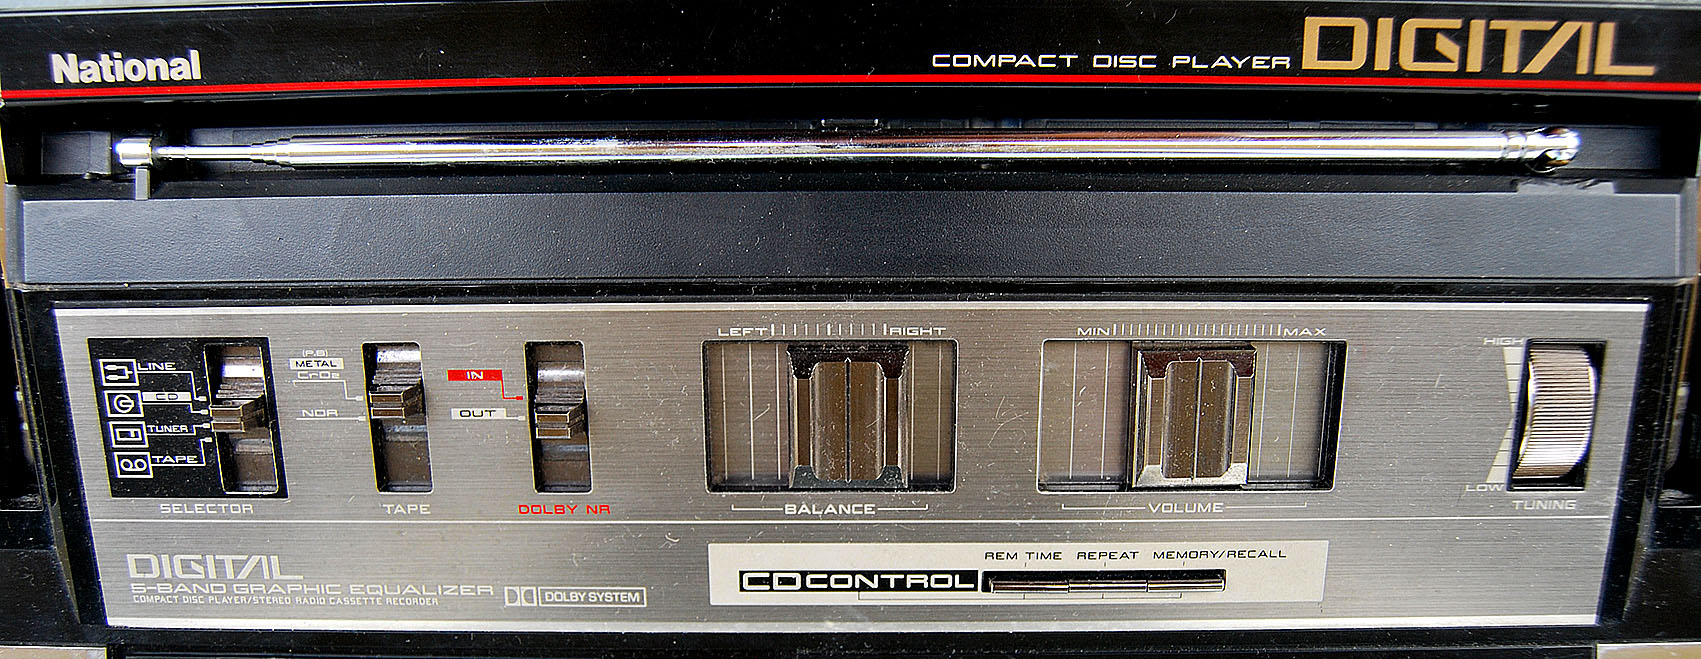 National
COMPACT DISC PLAYER DIGITAL
LEFT RIGHT
MIN MAX
LINE
CD
TUNER
TAPE
SELECTOR
(P.B)
METAL
CrO2
NOR
TAPE
IN
OUT
DOLBY NR
BALANCE
VOLUME
HIGH
LOW
TUNING
DIGITAL
5-BAND GRAPHIC EQUALIZER
COMPACT DISC PLAYER/STEREO RADIO CASSETTE RECORDER
DOLBY SYSTEM
REM TIME REPEAT MEMORY/RECALL
CD CONTROL